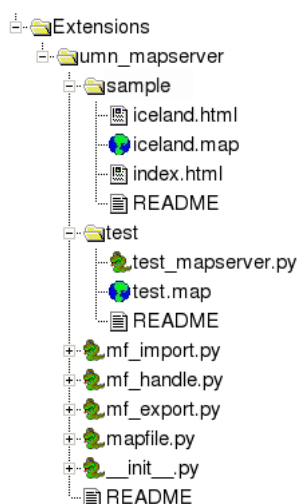 Extensions
umn_mapserver
sample
iceland.html
iceland.map
index.html
README
test
test_mapserver.py
test.map
README
mf_import.py
mf_handle.py
mf_export.py
mapfile.py
__init__.py
README